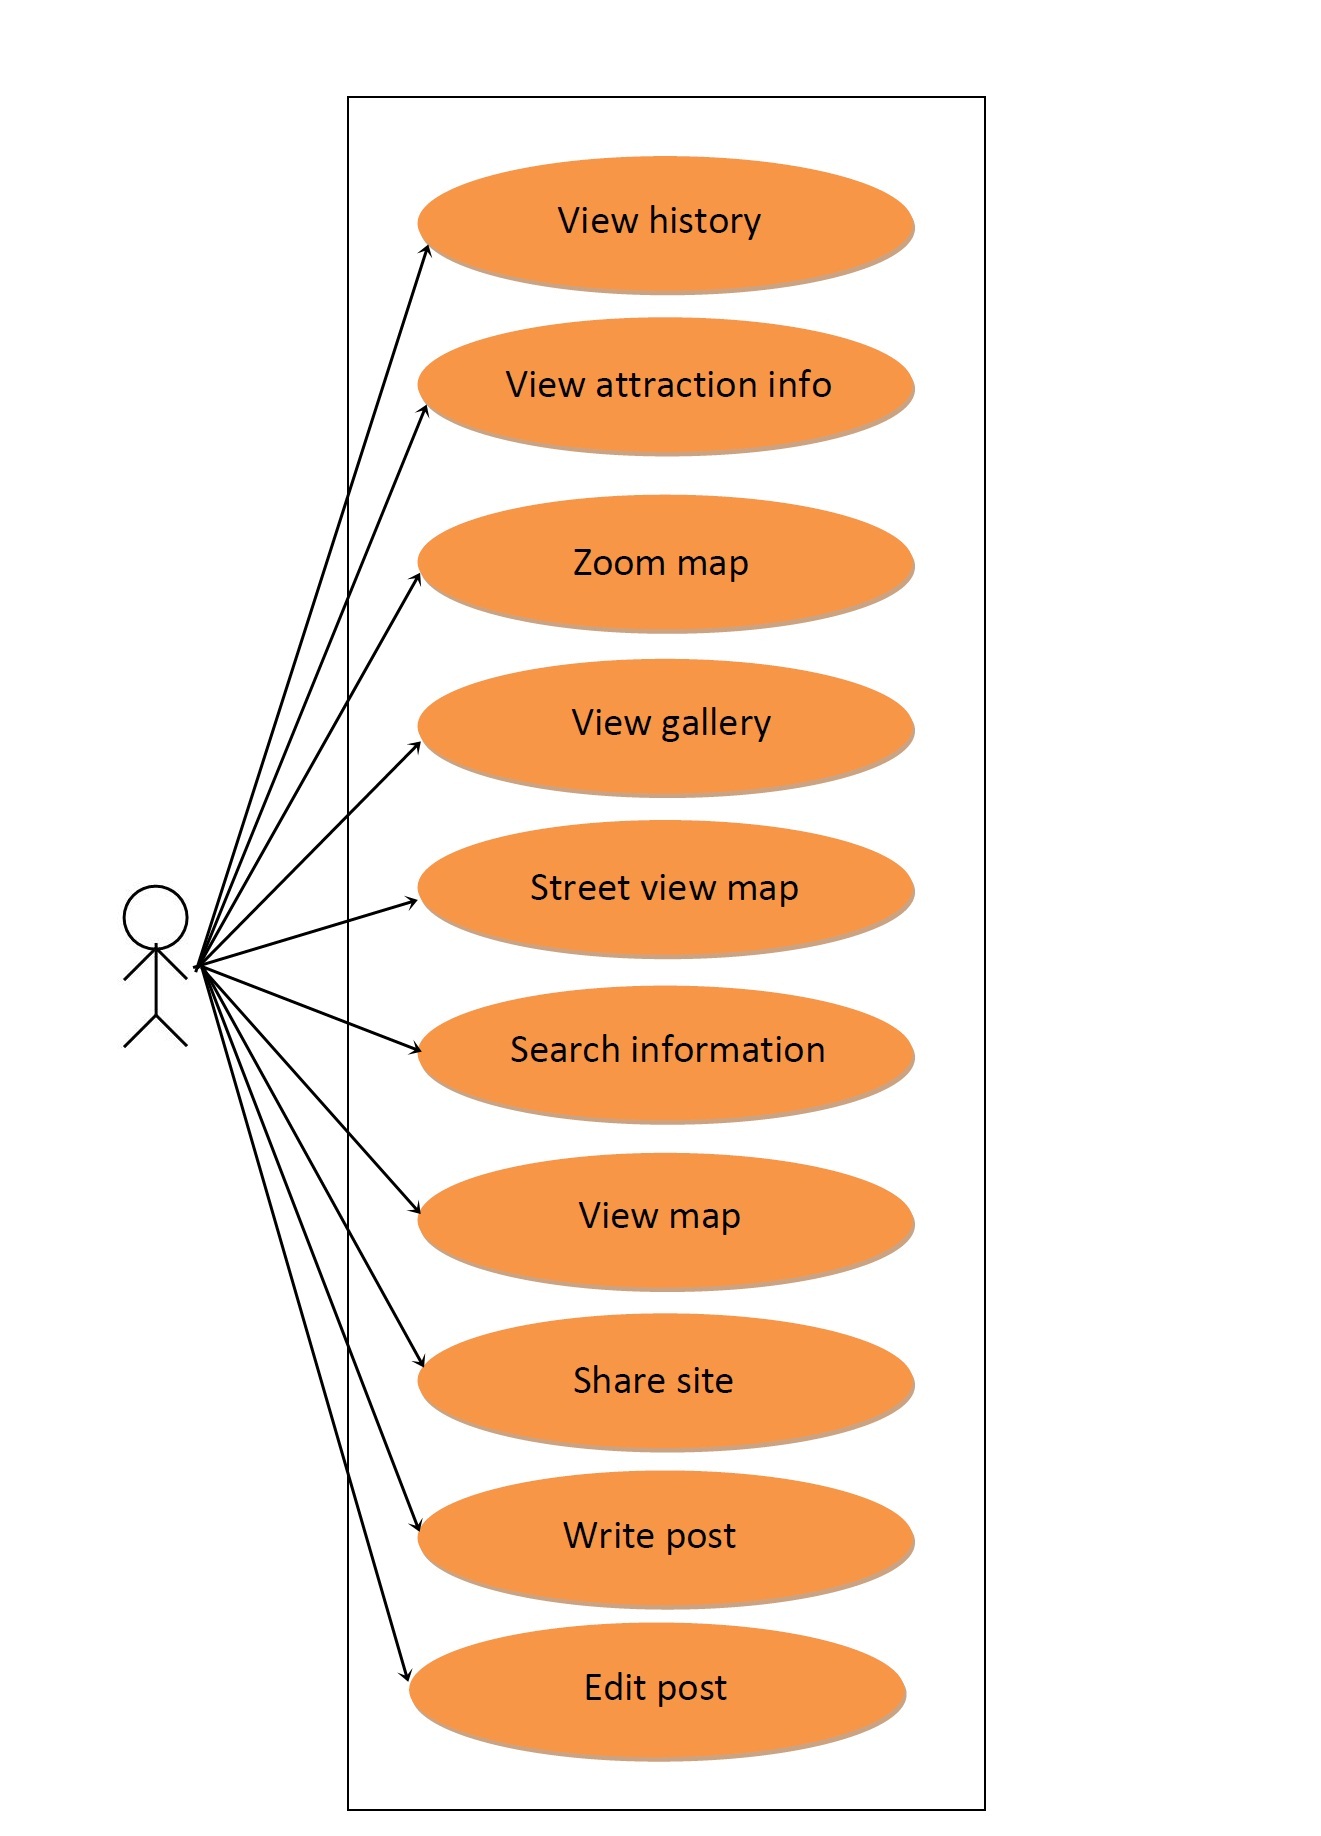 View history
View attraction info
Zoom map
View gallery
Street view map
Search information
View map
Share site
Write post
Edit post